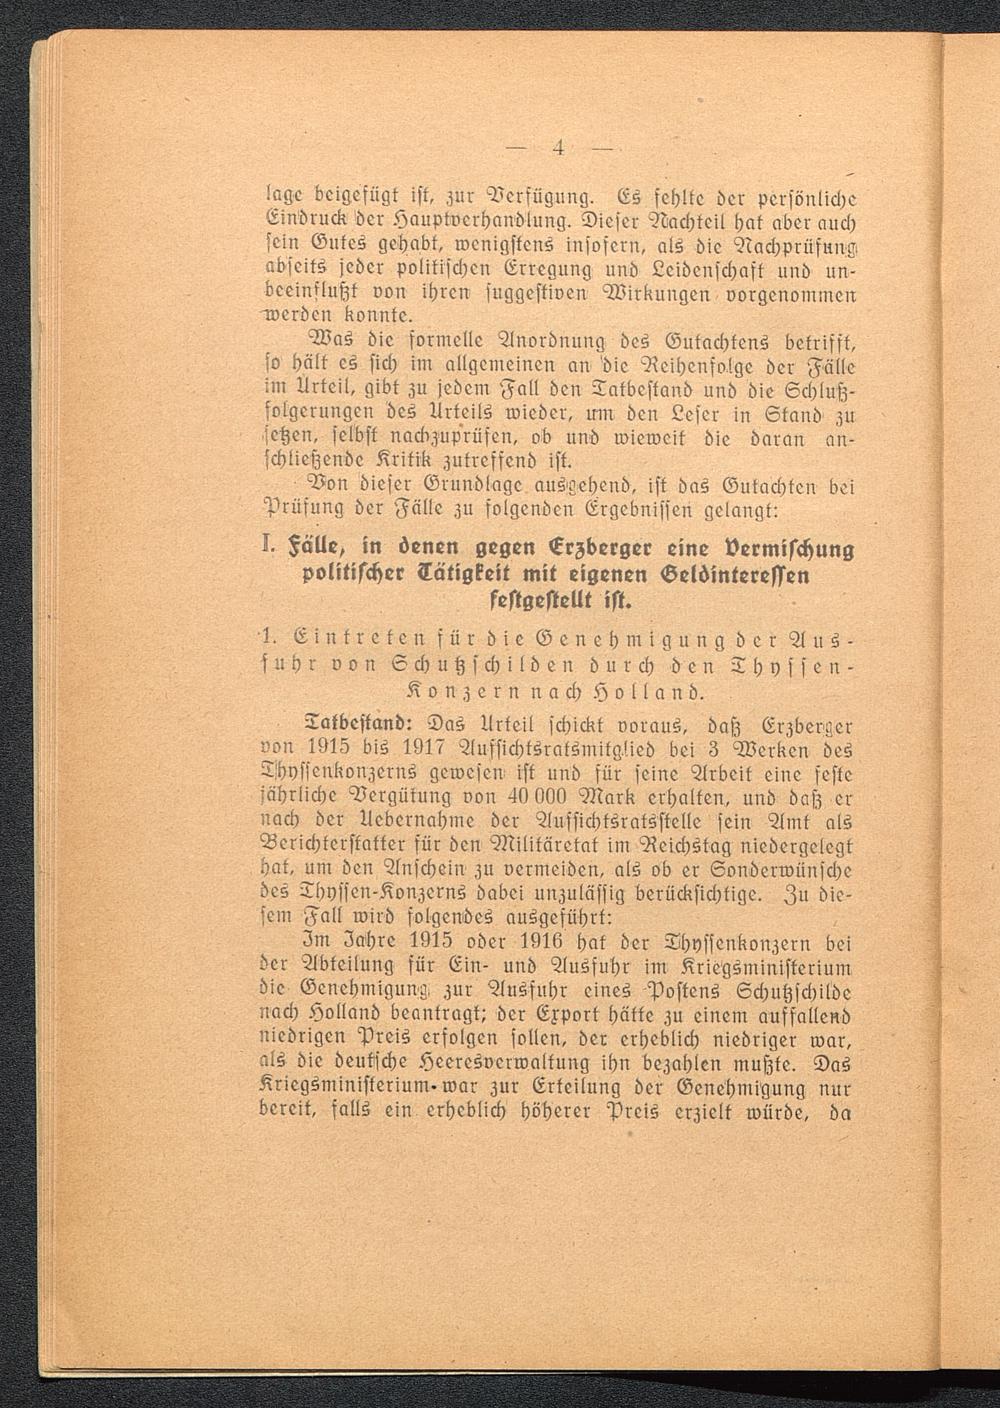 — 4 —
lage beigefügt ist, zur Verfügung. Es fehlte der persönliche
Eindruck der Hauptverhandlung. Dieser Nachteil hat aber auch
sein Gutes gehabt, wenigstens insofern, als die Nachprüfung
abseits jeder politischen Erregung und Leidenschaft und un-
beeinflußt von ihren suggestiven Wirkungen vorgenommen
werden konnte.
Was die formelle Anordnung des Gutachtens betrifft,
so hält es sich im allgemeinen an die Reihenfolge der Fälle
im Urteil, gibt zu jedem Fall den Tatbestand und die Schluß-
folgerungen des Urteils wieder, um den Leser in Stand zu
setzen, selbst nachzuprüfen, ob und wieweit die daran an-
schließende Kritik zutreffend ist.
Von dieser Grundlage ausgehend, ist das Gutachten bei
Prüfung der Fälle zu folgenden Ergebnissen gelangt:
I. Fälle, in denen gegen Erzberger eine Vermischung
politischer Tätigkeit mit eigenen Geldinteressen
festgestellt ist.
1. Eintreten für die Genehmigung der Aus-
fuhr von Schutzschilden durch den Thyssen-
Konzern nach Holland.
Tatbestand: Das Urteil schickt voraus, daß Erzberger
von 1915 bis 1917 Aufsichtsratsmitglied bei 3 Werken des
Thyssenkonzerns gewesen ist und für seine Arbeit eine feste
jährliche Vergütung von 40 000 Mark erhalten, und daß er
nach der Uebernahme der Aufsichtsratsstelle sein Amt als
Berichterstatter für den Militäretat im Reichstag niedergelegt
hat, um den Anschein zu vermeiden, als ob er Sonderwünsche
des Thyssen-Konzerns dabei unzulässig berücksichtige. Zu die-
sem Fall wird folgendes ausgeführt:
Im Jahre 1915 oder 1916 hat der Thyssenkonzern bei
der Abteilung für Ein- und Ausfuhr im Kriegsministerium
die Genehmigung zur Ausfuhr eines Postens Schutzschilde
nach Holland beantragt; der Export hätte zu einem auffallend
niedrigen Preis erfolgen sollen, der erheblich niedriger war,
als die deutsche Heeresverwaltung ihn bezahlen mußte. Das
Kriegsministerium war zur Erteilung der Genehmigung nur
bereit, falls ein erheblich höherer Preis erzielt würde, da